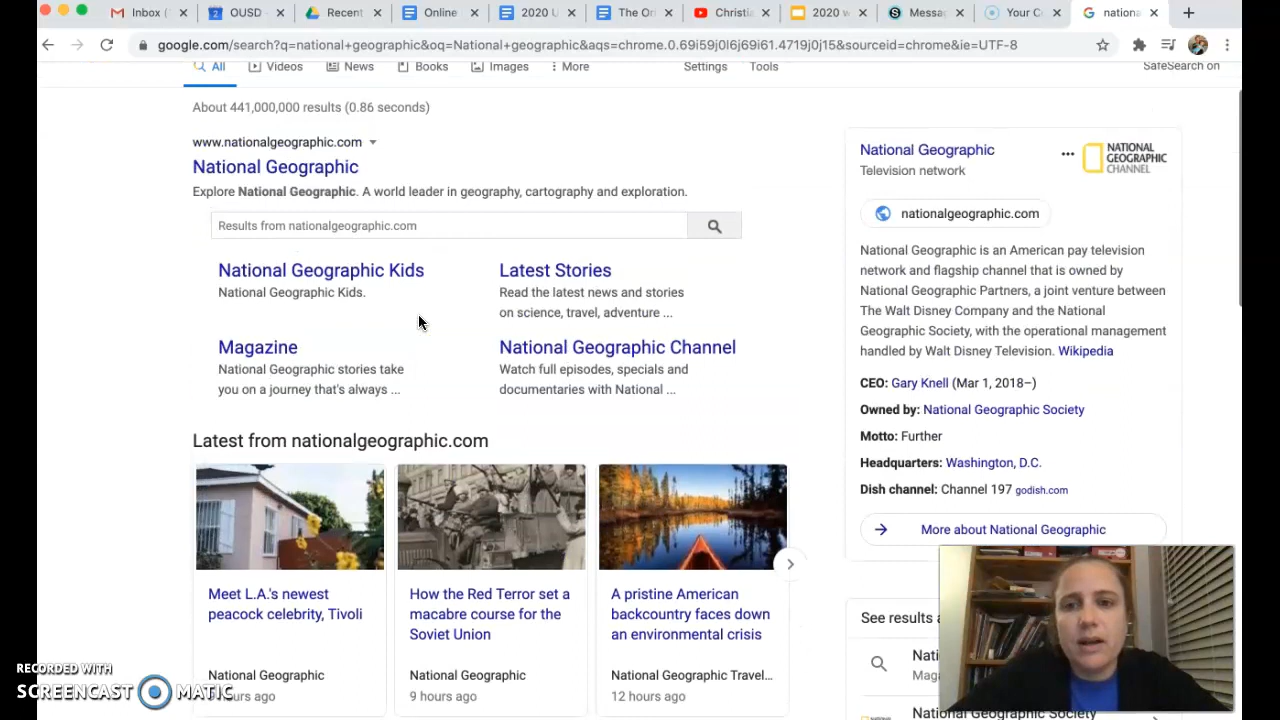 Inbox (
OUSD -
Recent
Online
2020 U
The Or
Christia
2020 w
Messa
Your C
nationa
google.com/search?q=national+geographic&oq=National+geographic&aqs=chrome.0.69i59j0l6j69i61.4719j0j15&sourceid=chrome&ie=UTF-8
All
Videos
News
Books
Images
More
Settings
Tools
SafeSearch on
About 441,000,000 results (0.86 seconds)
www.nationalgeographic.com
National Geographic
Explore National Geographic. A world leader in geography, cartography and exploration.
Results from nationalgeographic.com
National Geographic Kids
National Geographic Kids.
Latest Stories
Read the latest news and stories
on science, travel, adventure ...
Magazine
National Geographic stories take
you on a journey that's always ...
National Geographic Channel
Watch full episodes, specials and
documentaries with National ...
Latest from nationalgeographic.com
Meet L.A.'s newest
peacock celebrity, Tivoli
National Geographic
ours ago
How the Red Terror set a
macabre course for the
Soviet Union
National Geographic
9 hours ago
A pristine American
backcountry faces down
an environmental crisis
National Geographic Travel...
12 hours ago
National Geographic
Television network
NATIONAL
GEOGRAPHIC
CHANNEL
nationalgeographic.com
National Geographic is an American pay television
network and flagship channel that is owned by
National Geographic Partners, a joint venture between
The Walt Disney Company and the National
Geographic Society, with the operational management
handled by Walt Disney Television. Wikipedia
CEO: Gary Knell (Mar 1, 2018–)
Owned by: National Geographic Society
Motto: Further
Headquarters: Washington, D.C.
Dish channel: Channel 197 godish.com
More about National Geographic
See results a
Nati
Maga
National Geographic Society
RECORDED WITH
SCREENCAST MATIC